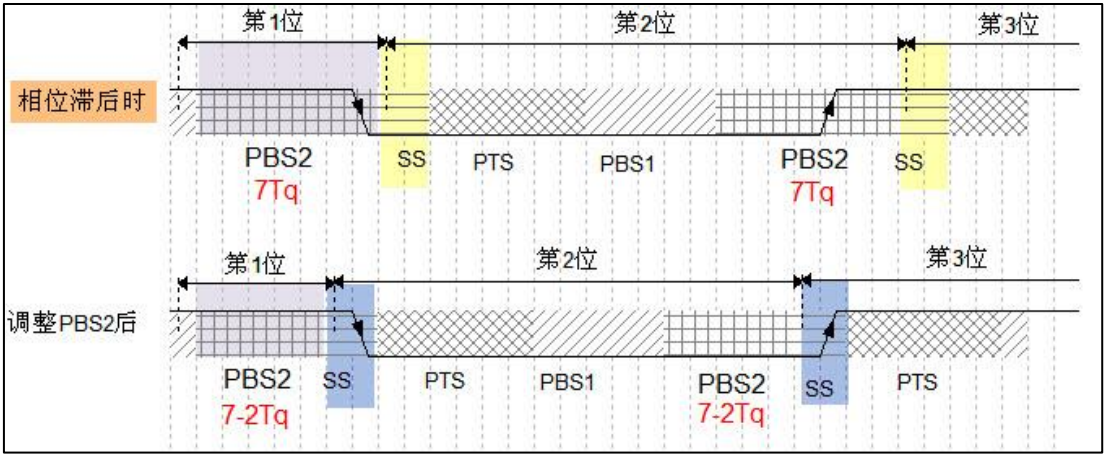 第1位 第2位 第3位
相位滞后时
PBS2 SS PTS PBS1 PBS2 SS
7Tq 7Tq
第1位 第2位 第3位
调整PBS2后
PBS2 SS PTS PBS1 PBS2 SS PTS
7-2Tq 7-2Tq